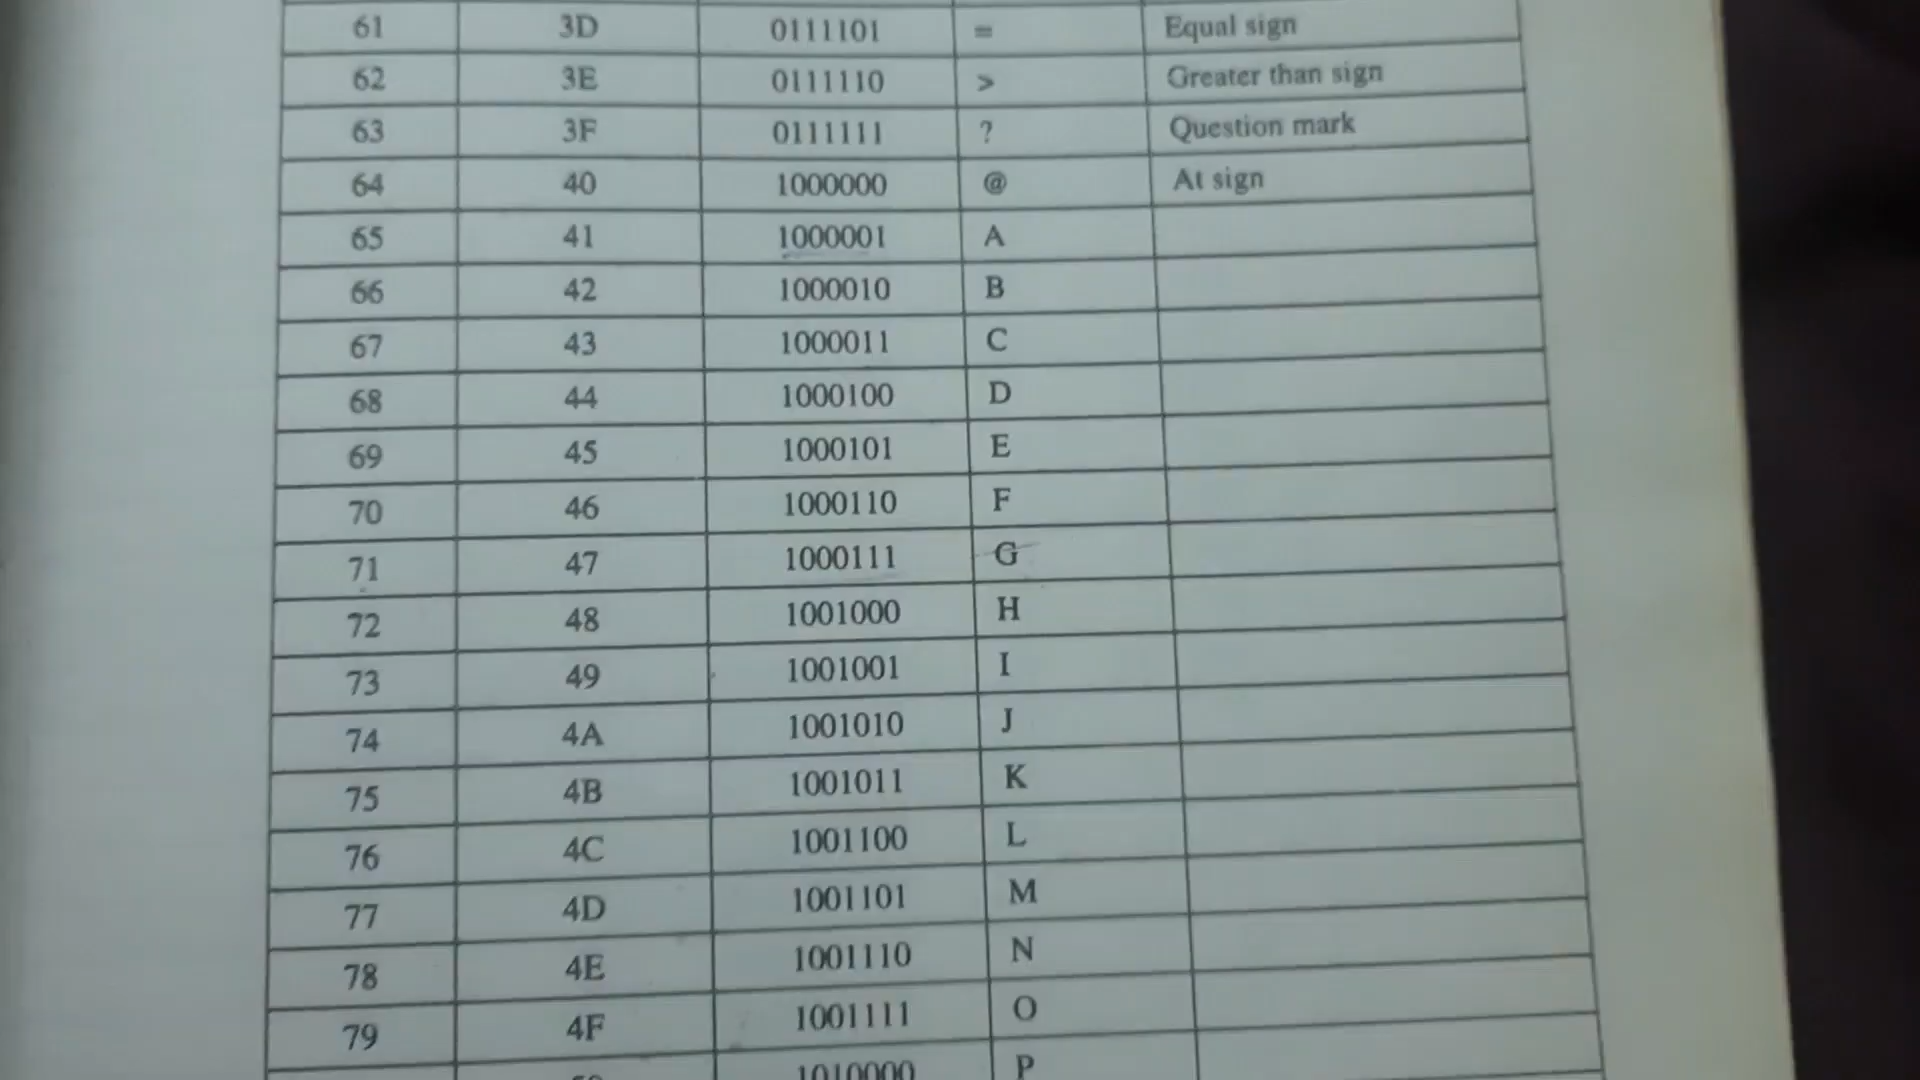 61 3D 0111101 = Equal sign
62 3E 0111110 > Greater than sign
63 3F 0111111 ? Question mark
64 40 1000000 @ At sign
65 41 1000001 A
66 42 1000010 B
67 43 1000011 C
68 44 1000100 D
69 45 1000101 E
70 46 1000110 F
71 47 1000111 G
72 48 1001000 H
73 49 1001001 I
74 4A 1001010 J
75 4B 1001011 K
76 4C 1001100 L
77 4D 1001101 M
78 4E 1001110 N
79 4F 1001111 O
1010000 P